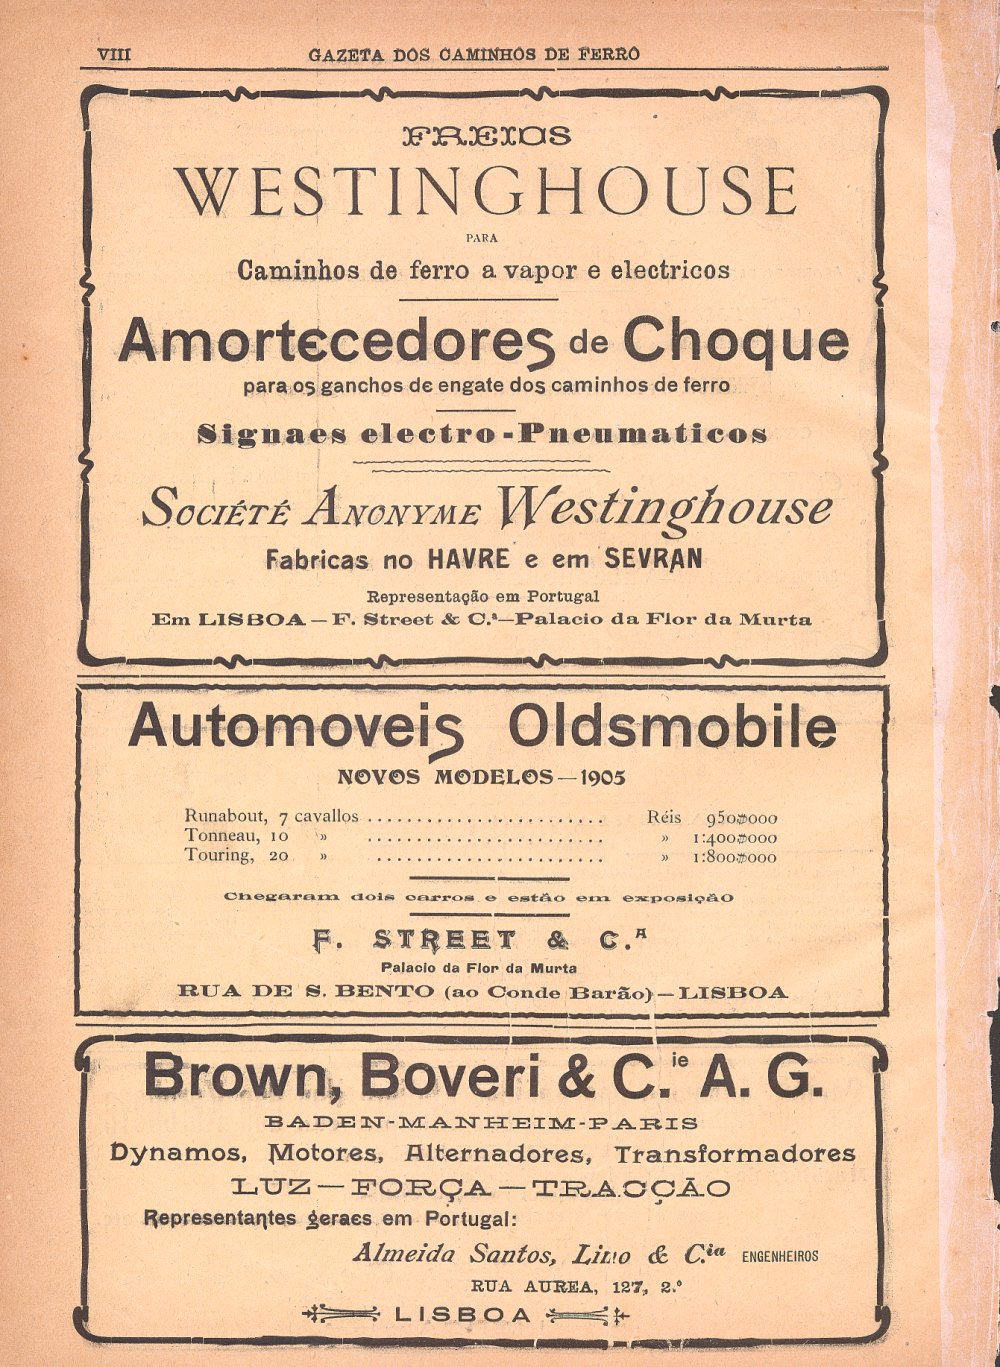 VIII GAZETA DOS CAMINHOS DE FERRO
FREIOS
WESTINGHOUSE
PARA
Caminhos de ferro a vapor e electricos
Amortecedores de Choque
para os ganchos de engate dos caminhos de ferro
Signaes electro-Pneumaticos
SOCIÉTÉ ANONYME Westinghouse
Fabricas no HAVRE e em SEVRAN
Representação em Portugal
Em LISBOA — F. Street & C.ª — Palacio da Flor da Murta
Automoveis Oldsmobile
NOVOS MODELOS — 1905
Runabout, 7 cavallos ........................ Réis 950$000
Tonneau, 10 » ........................ » 1:400$000
Touring, 20 » ........................ » 1:800$000
Chegaram dois carros e estão em exposição
F. STREET & C.ᴬ
Palacio da Flor da Murta
RUA DE S. BENTO (ao Conde Barão) — LISBOA
Brown, Boveri & C.ie A. G.
BADEN-MANHEIM-PARIS
Dynamos, Motores, Alternadores, Transformadores
LUZ — FORÇA — TRACÇÃO
Representantes geraes em Portugal:
Almeida Santos, Lino & C.ia ENGENHEIROS
RUA AUREA, 127, 2.º
LISBOA